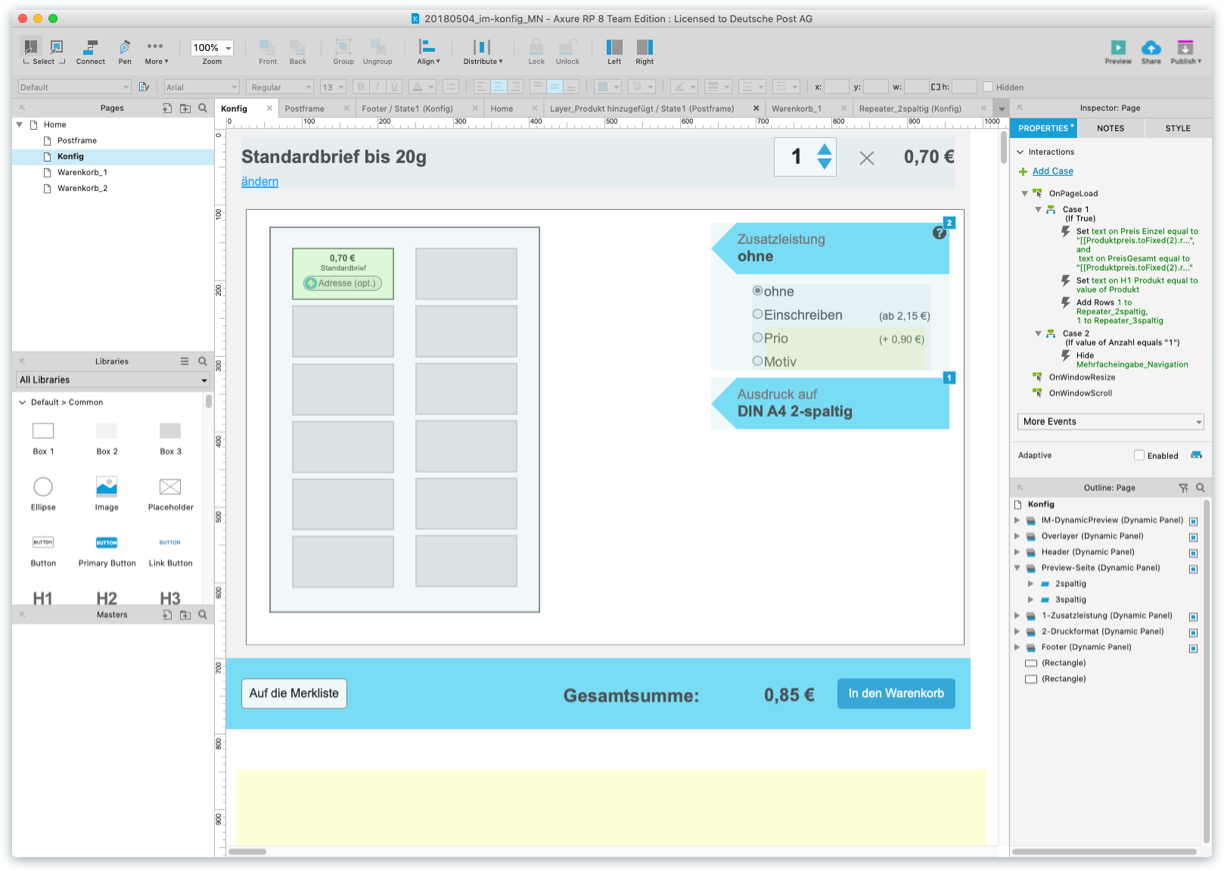 20180504_im-konfig_MN - Axure RP 8 Team Edition : Licensed to Deutsche Post AG
Select
Connect
Pen
More ▾
100%
Zoom
Front
Back
Group
Ungroup
Align ▾
Distribute ▾
Lock
Unlock
Left
Right
Preview
Share
Publish ▾
Default
Arial
Regular
13
B I U
A
x:
y:
w:
h:
Hidden
Pages
Home
Postframe
Konfig
Warenkorb_1
Warenkorb_2
Libraries
All Libraries
Default > Common
Box 1
Box 2
Box 3
Ellipse
Image
Placeholder
BUTTON
BUTTON
BUTTON
Button
Primary Button
Link Button
H1
H2
H3
Masters
Konfig
Postframe
Footer / State1 (Konfig)
Home
Layer_Produkt hinzugefügt / State1 (Postframe)
Warenkorb_1
Repeater_2spaltig (Konfig)
0 100 200 300 400 500 600 700 800 900 1000
0
100
200
300
400
500
600
700
800
900
Standardbrief bis 20g
1
0,70 €
ändern
0,70 €
Standardbrief
Adresse (opt.)
2
Zusatzleistung
?
ohne
ohne
Einschreiben (ab 2,15 €)
Prio (+ 0,90 €)
Motiv
1
Ausdruck auf
DIN A4 2-spaltig
Auf die Merkliste
Gesamtsumme:
0,85 €
In den Warenkorb
Inspector: Page
PROPERTIES *
NOTES
STYLE
Interactions
Add Case
OnPageLoad
Case 1
(If True)
Set text on Preis Einzel equal to
"[[Produktpreis.toFixed(2).r...",
and
text on PreisGesamt equal to
"[[Produktpreis.toFixed(2).r..."
Set text on H1 Produkt equal to
value of Produkt
Add Rows 1 to
Repeater_2spaltig,
1 to Repeater_3spaltig
Case 2
(If value of Anzahl equals "1")
Hide
Mehrfacheingabe_Navigation
OnWindowResize
OnWindowScroll
More Events
Adaptive
Enabled
Outline: Page
Konfig
IM-DynamicPreview (Dynamic Panel)
Overlayer (Dynamic Panel)
Header (Dynamic Panel)
Preview-Seite (Dynamic Panel)
2spaltig
3spaltig
1-Zusatzleistung (Dynamic Panel)
2-Druckformat (Dynamic Panel)
Footer (Dynamic Panel)
(Rectangle)
(Rectangle)